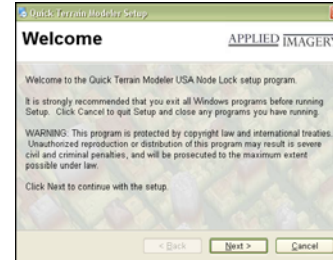 Quick Terrain Modeler Setup
Welcome
APPLIED IMAGERY
Welcome to the Quick Terrain Modeler USA Node Lock setup program.
It is strongly recommended that you exit all Windows programs before running
Setup. Click Cancel to quit Setup and close any programs you have running.
WARNING: This program is protected by copyright law and international treaties.
Unauthorized reproduction or distribution of this program may result is severe
civil and criminal penalties, and will be prosecuted to the maximum extent
possible under law.
Click Next to continue with the setup.
< Back
Next >
Cancel